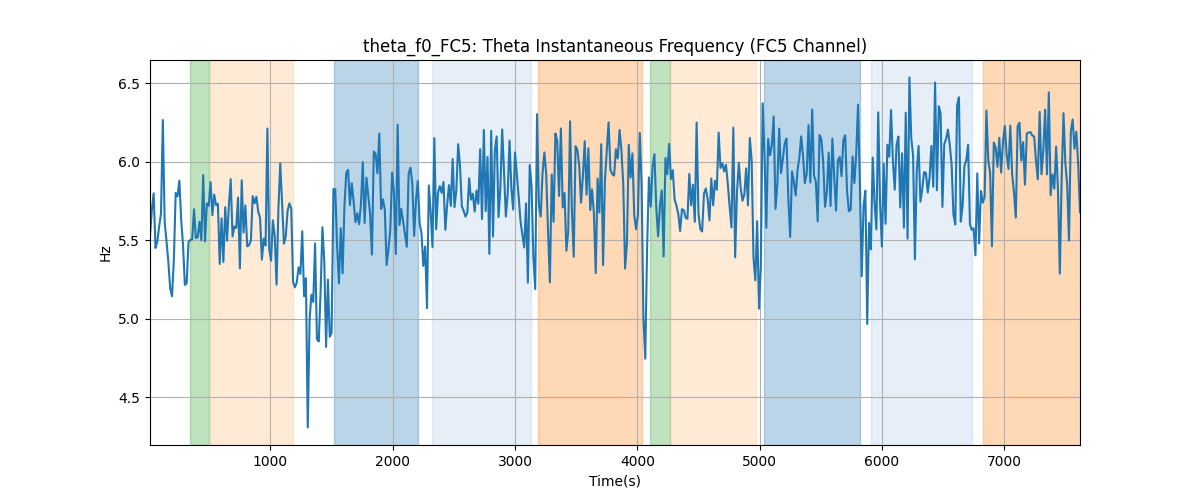 theta_f0_FC5: Theta Instantaneous Frequency (FC5 Channel)
6.5
6.0
5.5
5.0
4.5
Hz
1000 2000 3000 4000 5000 6000 7000
Time(s)